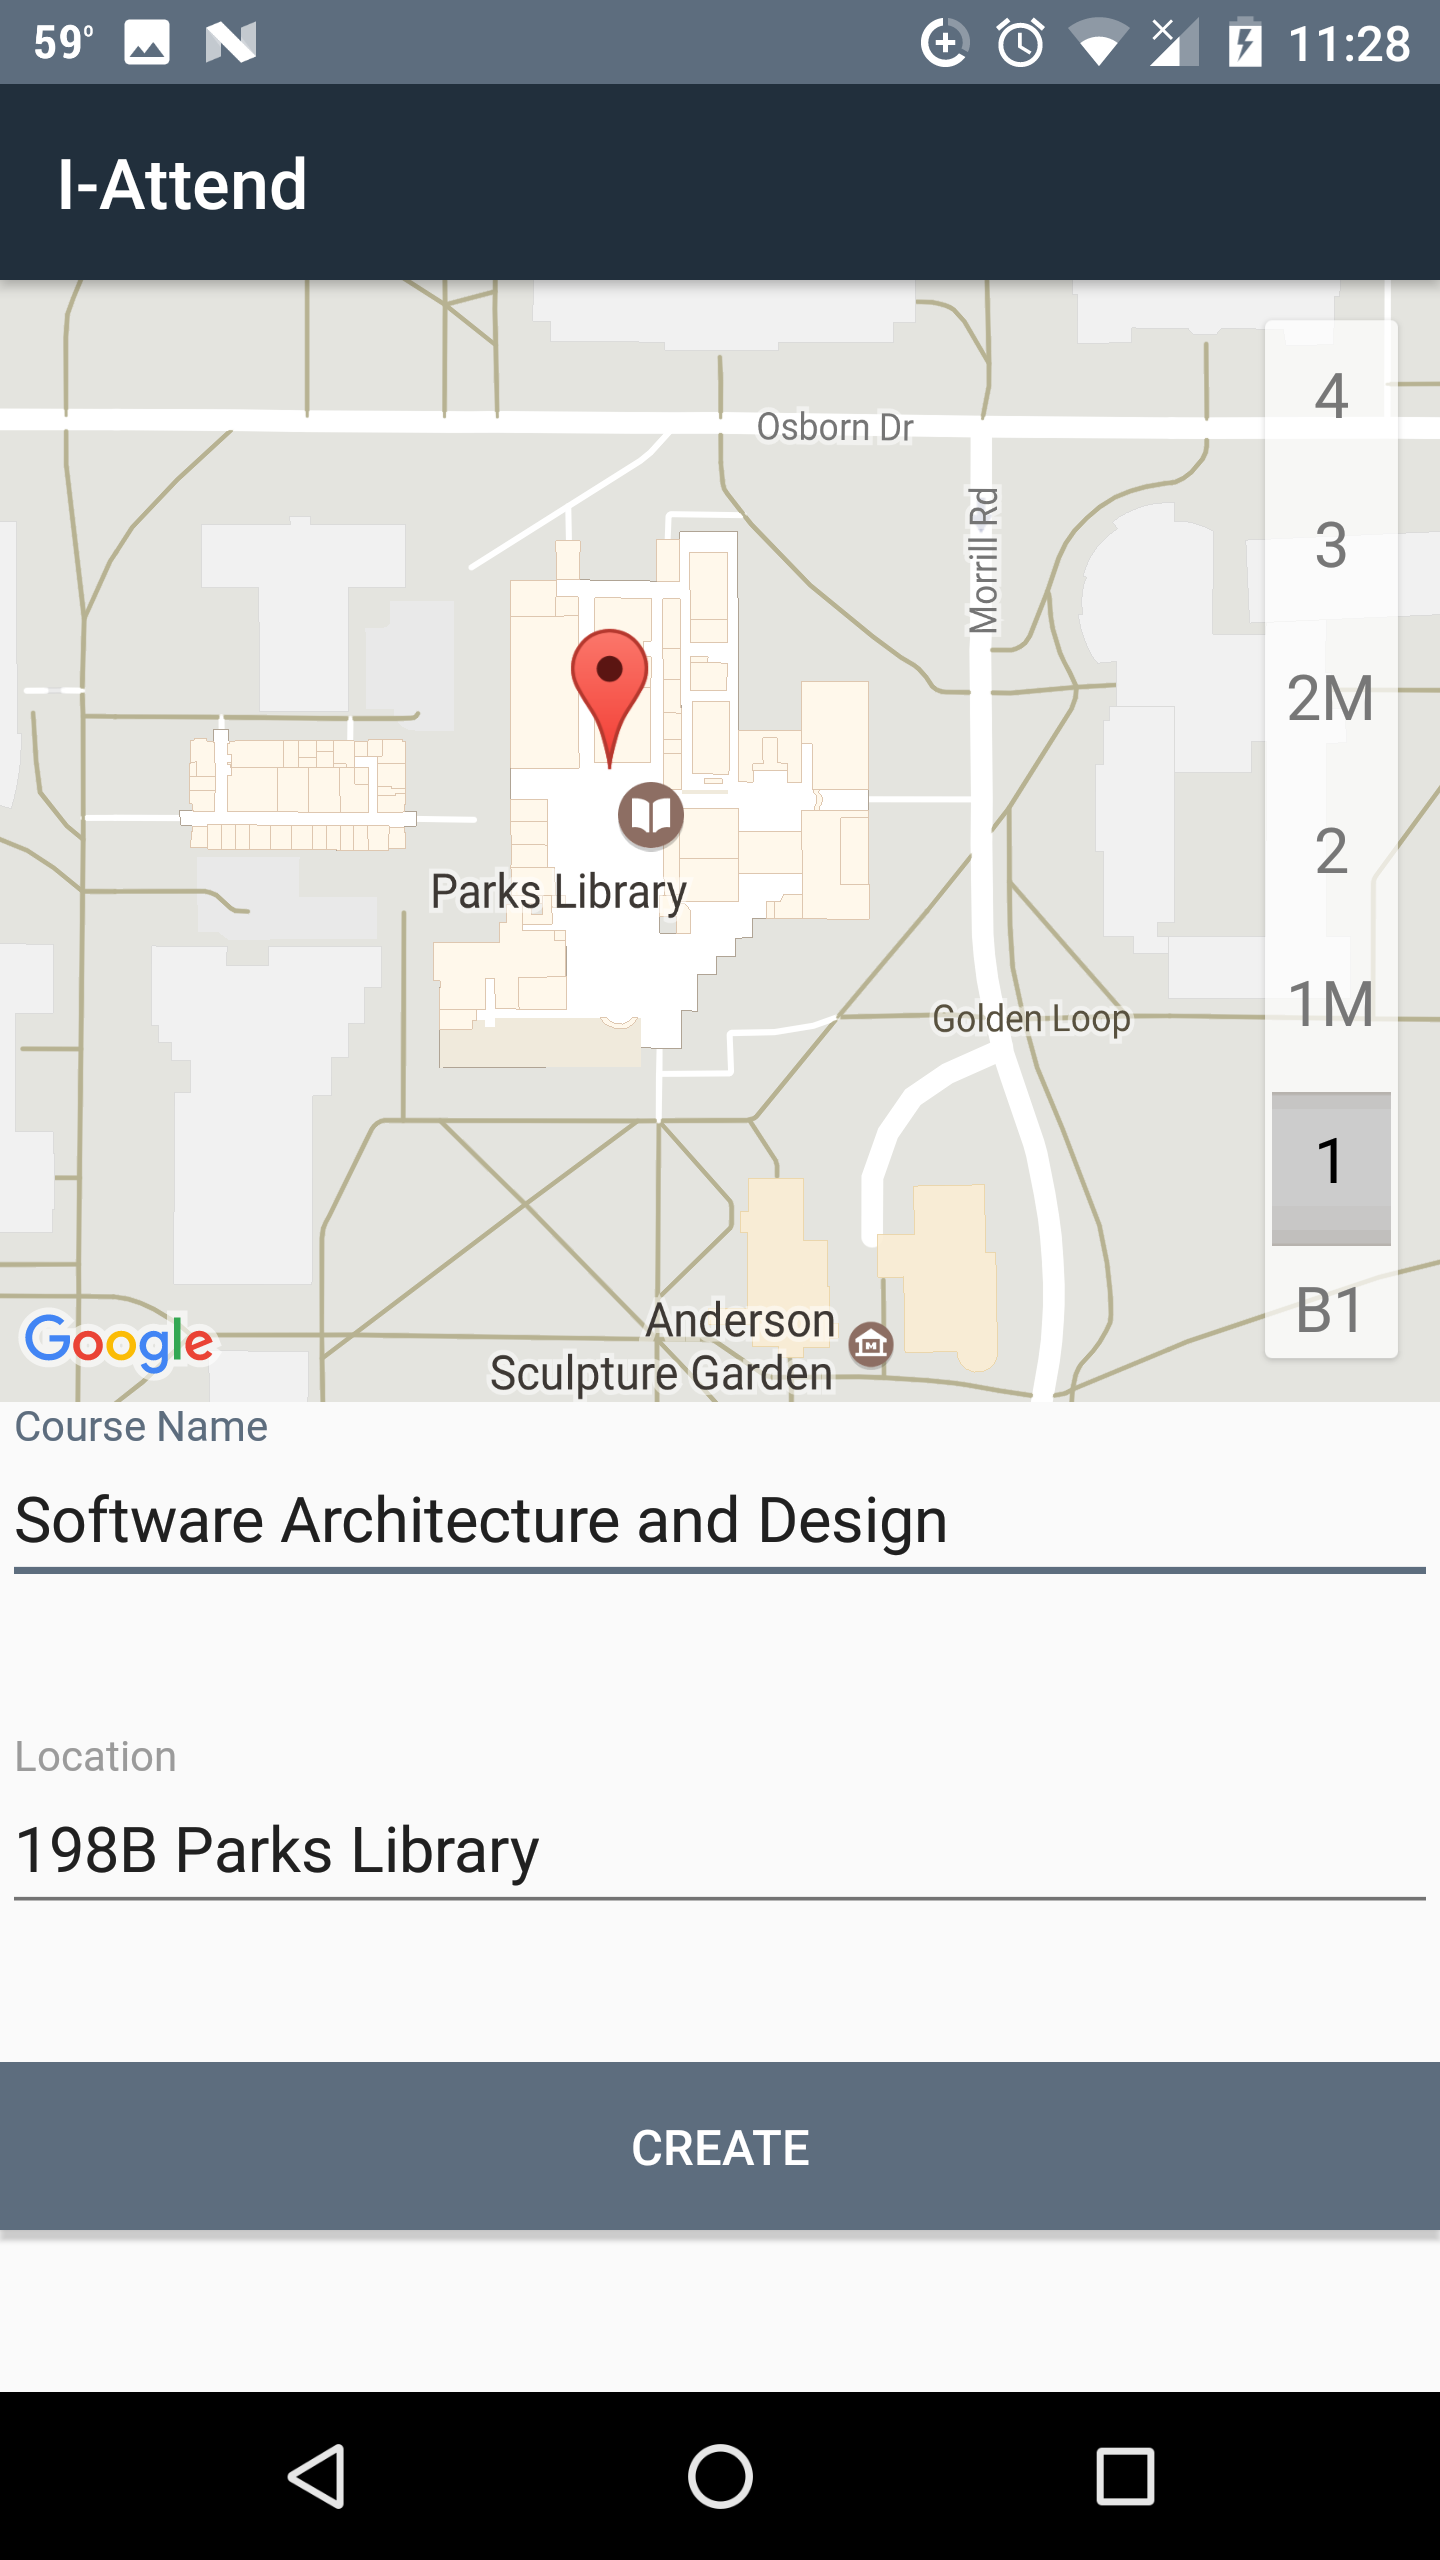 59° 11:28
I-Attend
Osborn Dr
Morrill Rd
Parks Library
Golden Loop
Anderson
Sculpture Garden
M
Google
4
3
2M
2
1M
1
B1
Course Name
Software Architecture and Design
Location
198B Parks Library
CREATE